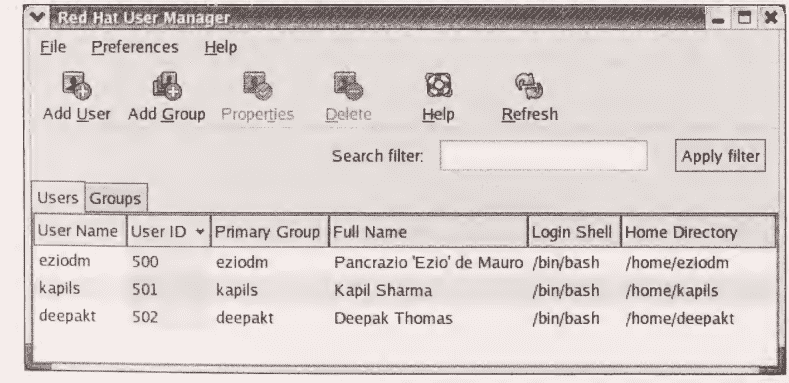 Red Hat User Manager
File Preferences Help
Add User Add Group Properties Delete Help Refresh
Search filter: Apply filter
Users Groups
User Name User ID Primary Group Full Name Login Shell Home Directory
eziodm 500 eziodm Pancrazio 'Ezio' de Mauro /bin/bash /home/eziodm
kapils 501 kapils Kapil Sharma /bin/bash /home/kapils
deepakt 502 deepakt Deepak Thomas /bin/bash /home/deepakt